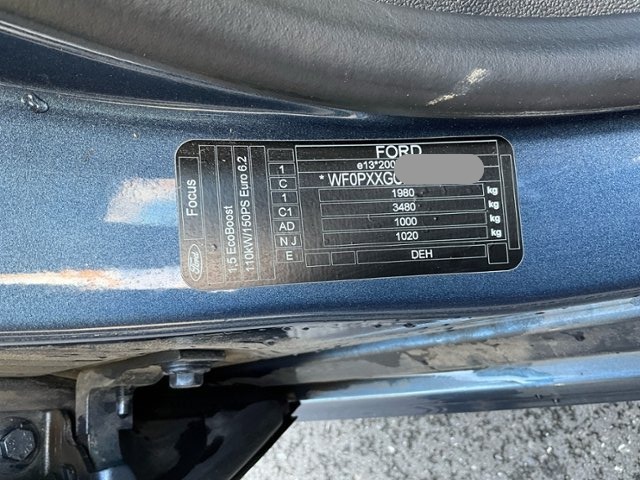 FORD
e13*200
* WF0PXXG
1980 kg
3480 kg
1000 kg
1020 kg
DEH
1
C
1
C1
AD
N J
E
Focus
Ford
1,5 EcoBoost
110kW/150PS Euro 6.2